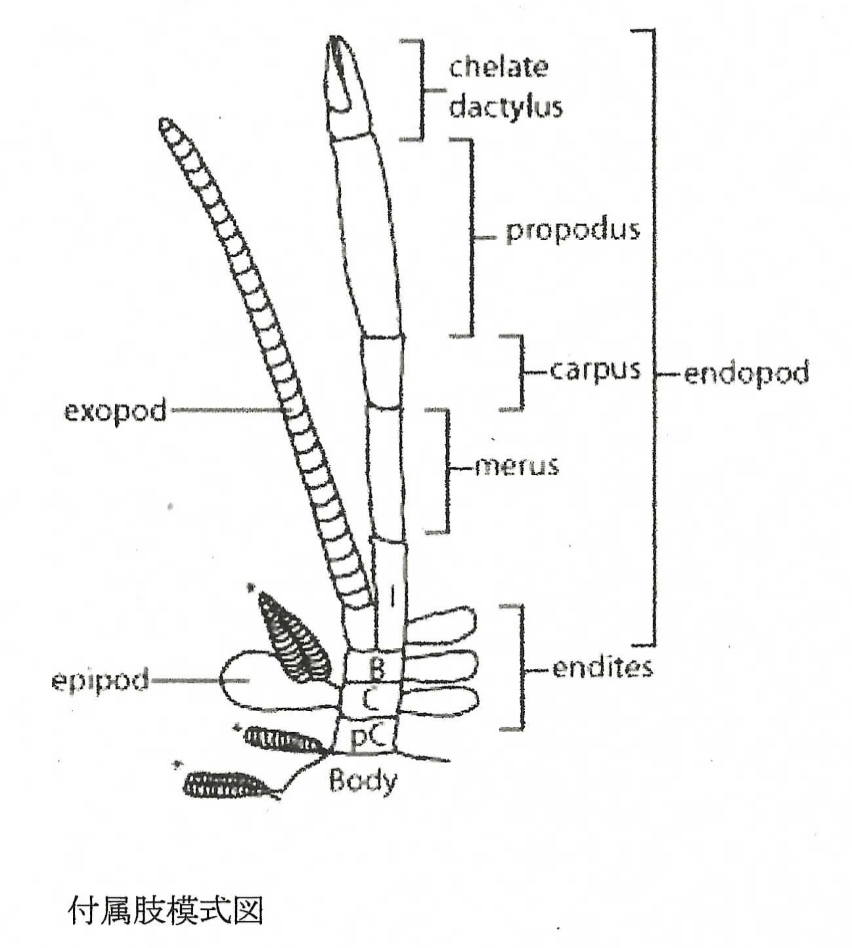 chelate
dactylus
propodus
carpus
endopod
exopod
merus
I
B
endites
epipod
C
pC
Body
付属肢模式図